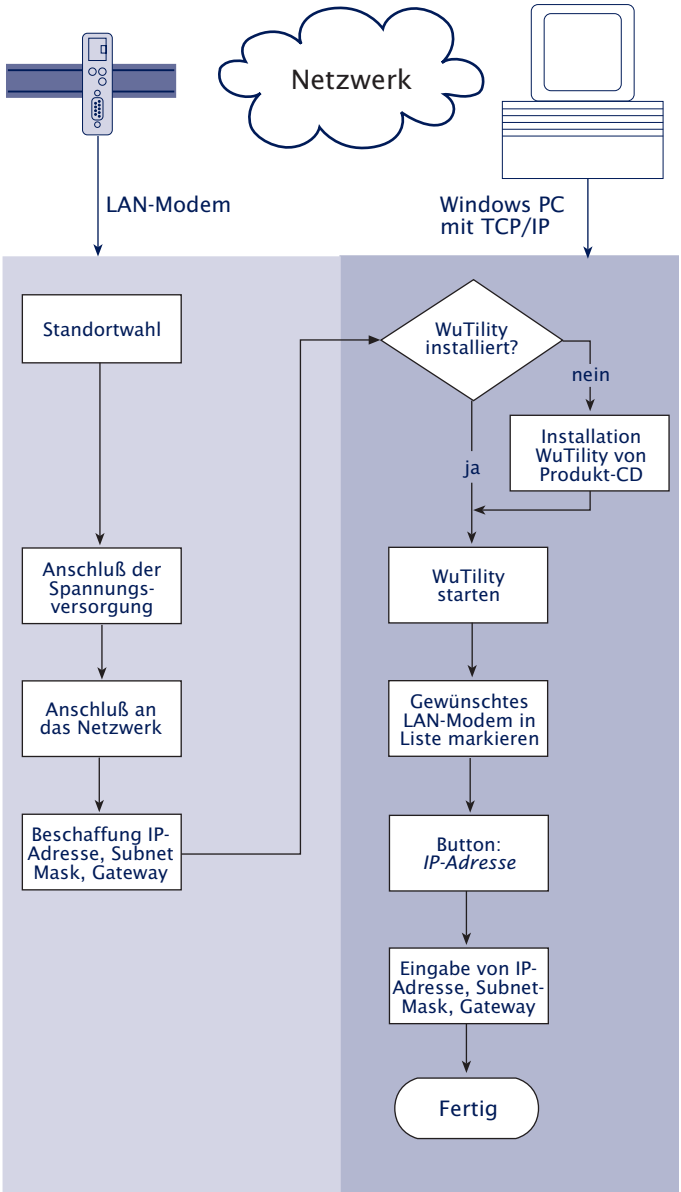 Netzwerk
LAN-Modem
Windows PC
mit TCP/IP
Standortwahl
Anschluß der
Spannungs-
versorgung
Anschluß an
das Netzwerk
Beschaffung IP-
Adresse, Subnet
Mask, Gateway
WuTility
installiert?
nein
Installation
WuTility von
Produkt-CD
ja
WuTility
starten
Gewünschtes
LAN-Modem in
Liste markieren
Button:
IP-Adresse
Eingabe von IP-
Adresse, Subnet-
Mask, Gateway
Fertig